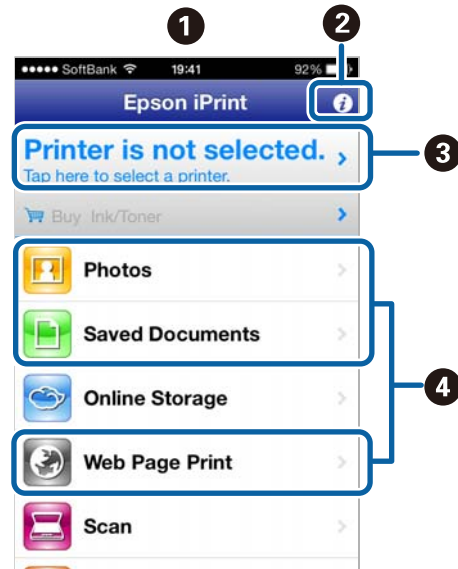 1
2
●●●●● SoftBank 19:41 92%
Epson iPrint
i
Printer is not selected.
Tap here to select a printer.
3
Buy Ink/Toner
Photos
Saved Documents
Online Storage
4
Web Page Print
Scan